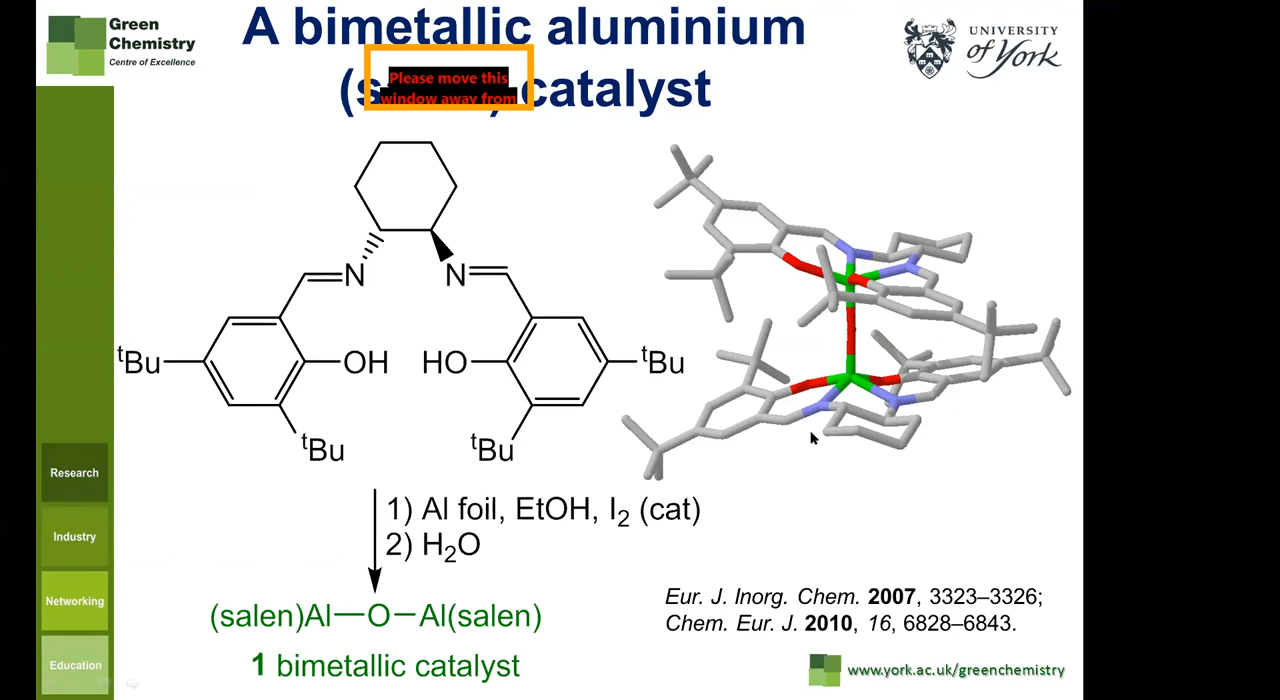 Green
Chemistry
Centre of Excellence
A bimetallic aluminium
UNIVERSITY
of York
Please move this
window away from
catalyst
N N
tBu OH HO tBu
tBu tBu
1) Al foil, EtOH, I2 (cat)
2) H2O
(salen)Al—O—Al(salen)
1 bimetallic catalyst
Eur. J. Inorg. Chem. 2007, 3323–3326;
Chem. Eur. J. 2010, 16, 6828–6843.
www.york.ac.uk/greenchemistry
Research
Industry
Networking
Education